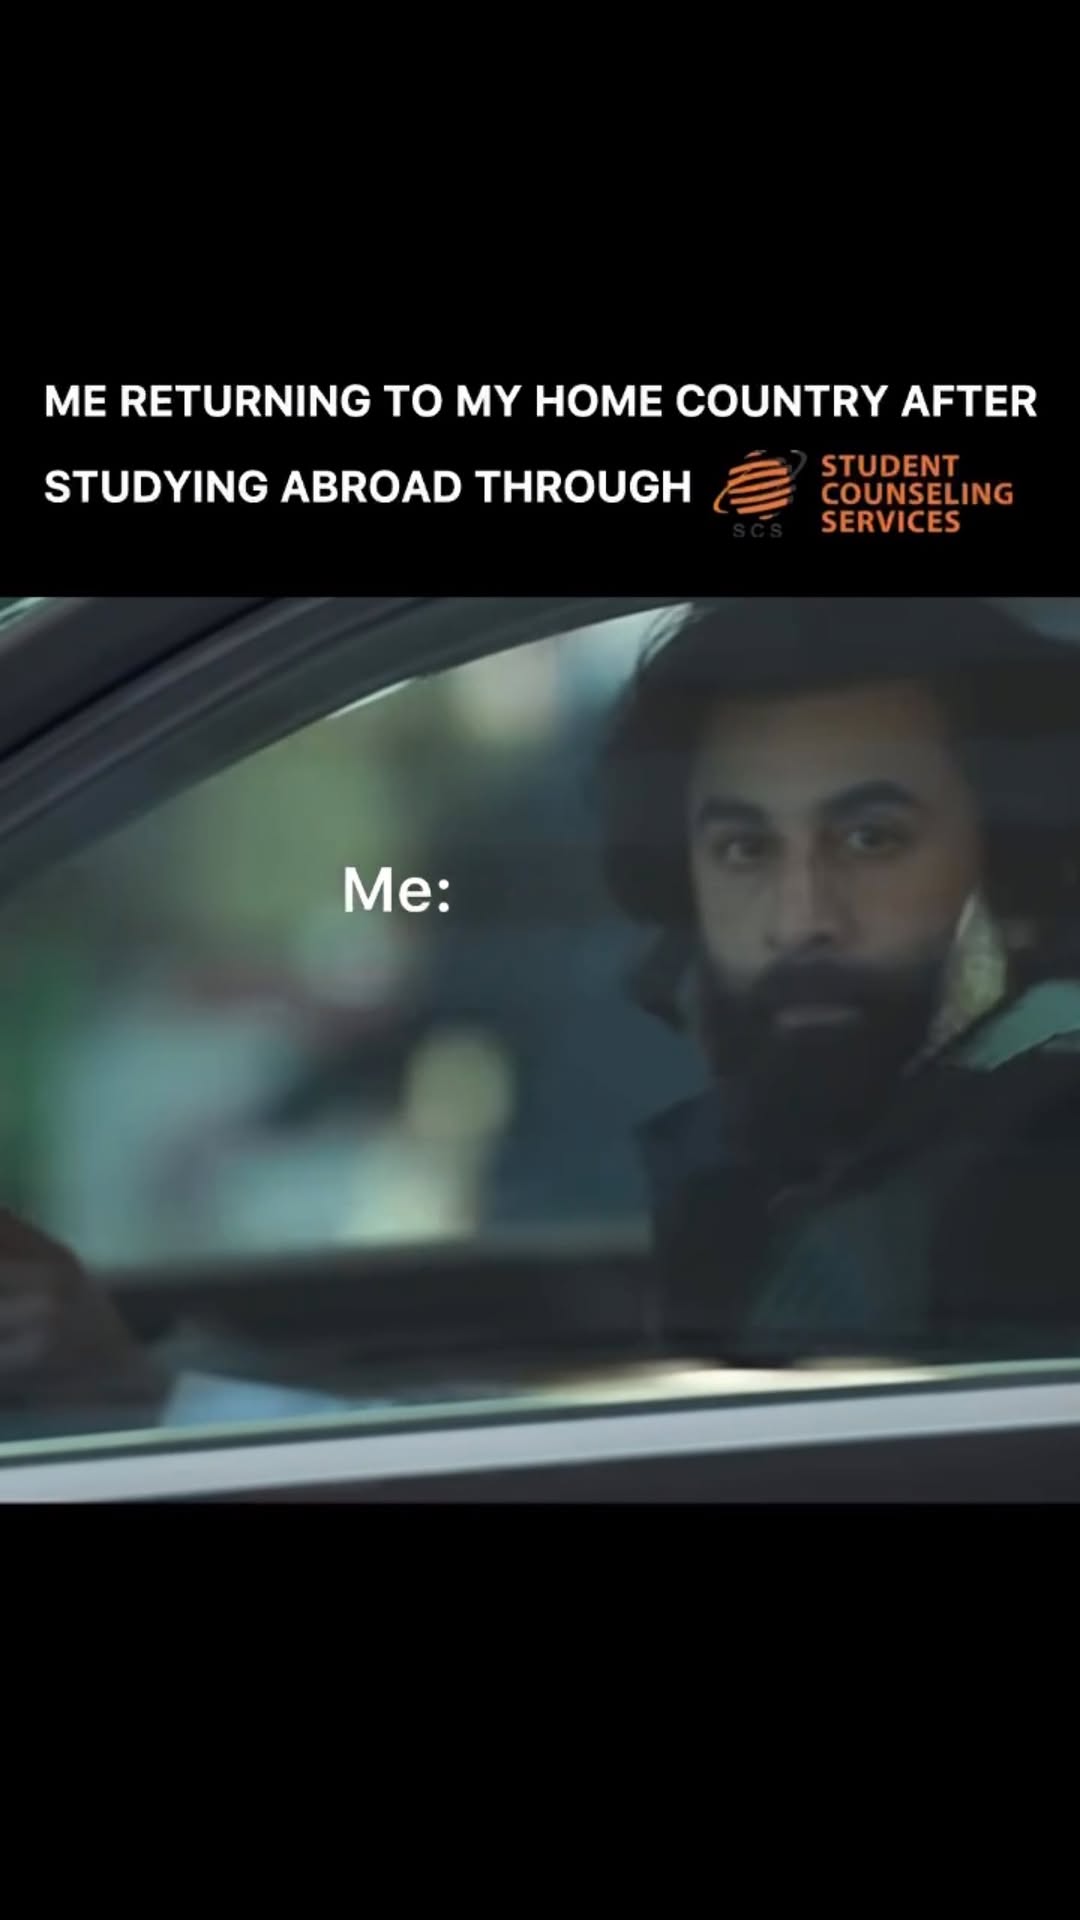 ME RETURNING TO MY HOME COUNTRY AFTER
STUDYING ABROAD THROUGH
SCS
STUDENT
COUNSELING
SERVICES
Me: